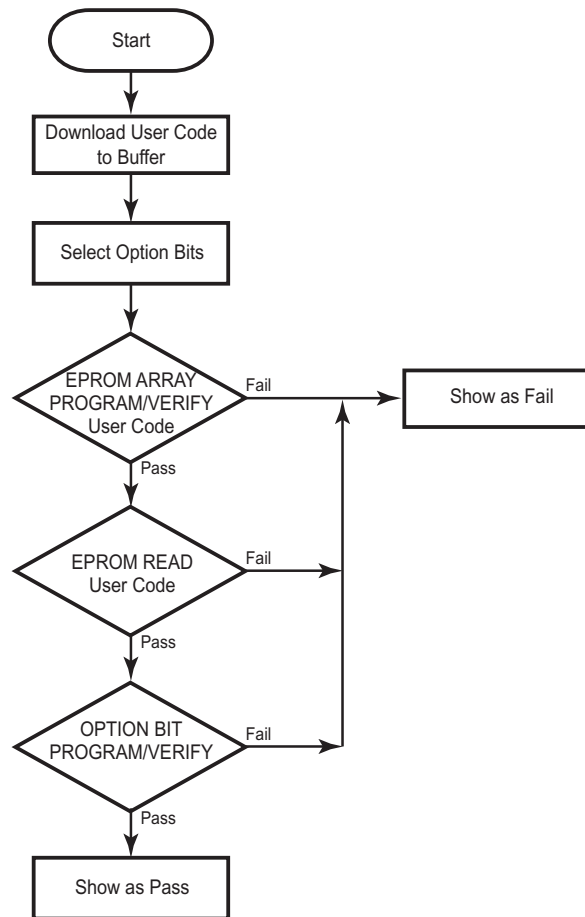 Start
Download User Code
to Buffer
Select Option Bits
EPROM ARRAY
PROGRAM/VERIFY
User Code
Fail
Show as Fail
Pass
EPROM READ
User Code
Fail
Pass
OPTION BIT
PROGRAM/VERIFY
Fail
Pass
Show as Pass